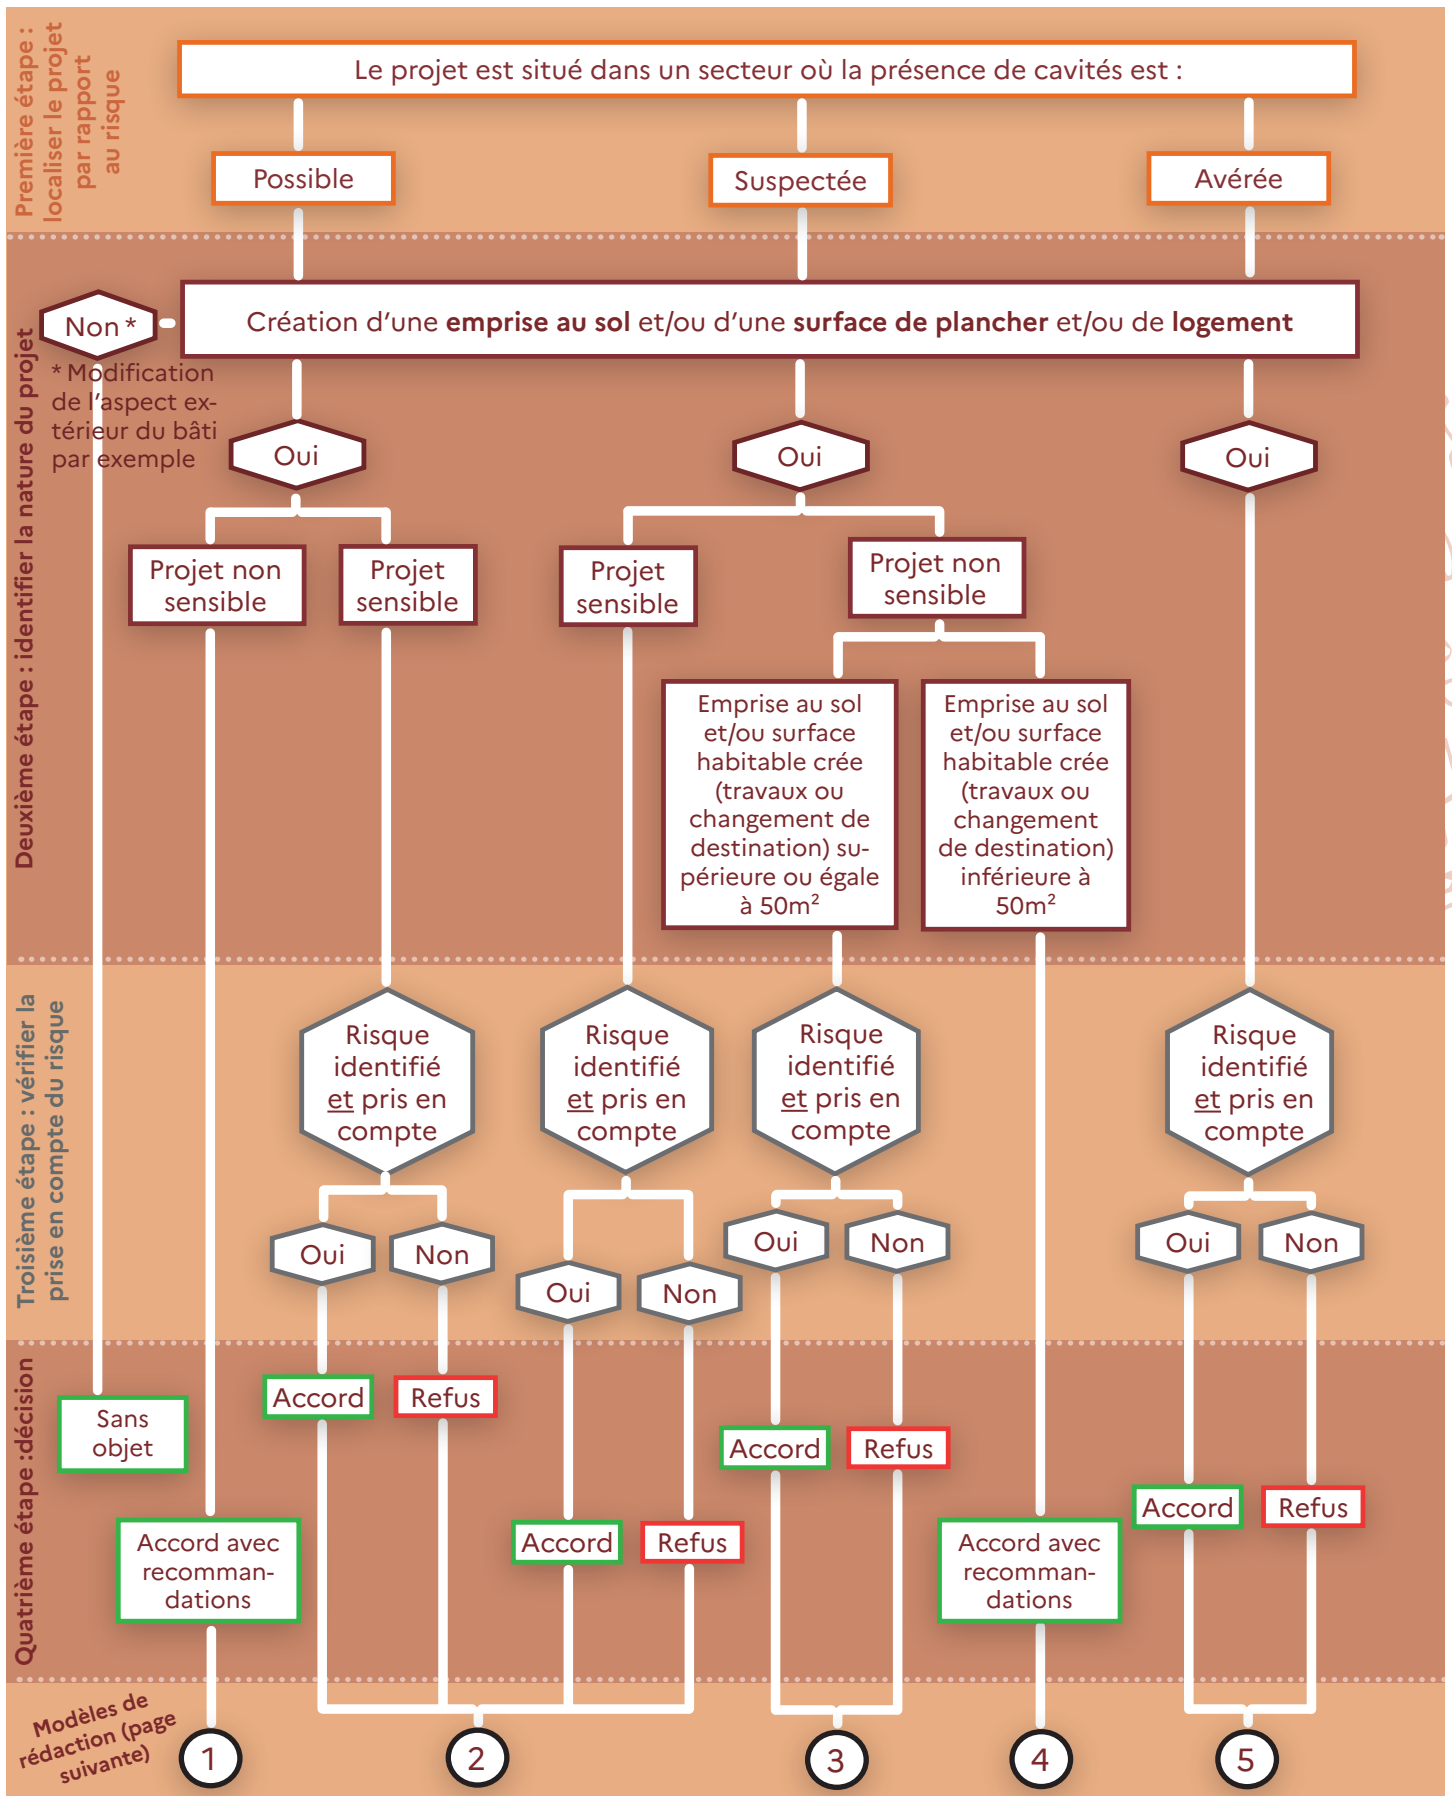 Première étape :
localiser le projet
par rapport
au risque
Le projet est situé dans un secteur où la présence de cavités est :
Possible
Suspectée
Avérée
Deuxième étape : identifier la nature du projet
Non *
Création d'une emprise au sol et/ou d'une surface de plancher et/ou de logement
* Modification
de l'aspect ex-
térieur du bâti
par exemple
Oui
Oui
Oui
Projet non
sensible
Projet
sensible
Projet
sensible
Projet non
sensible
Emprise au sol
et/ou surface
habitable crée
(travaux ou
changement de
destination) su-
périeure ou égale
à 50m²
Emprise au sol
et/ou surface
habitable crée
(travaux ou
changement
de destination)
inférieure à
50m²
Troisième étape : vérifier la
prise en compte du risque
Risque
identifié
et pris en
compte
Risque
identifié
et pris en
compte
Risque
identifié
et pris en
compte
Risque
identifié
et pris en
compte
Oui
Non
Oui
Non
Oui
Non
Oui
Non
Quatrième étape :décision
Sans
objet
Accord
Refus
Accord
Refus
Accord
Refus
Accord
Refus
Accord avec
recomman-
dations
Accord avec
recomman-
dations
Modèles de
rédaction (page
suivante)
1
2
3
4
5